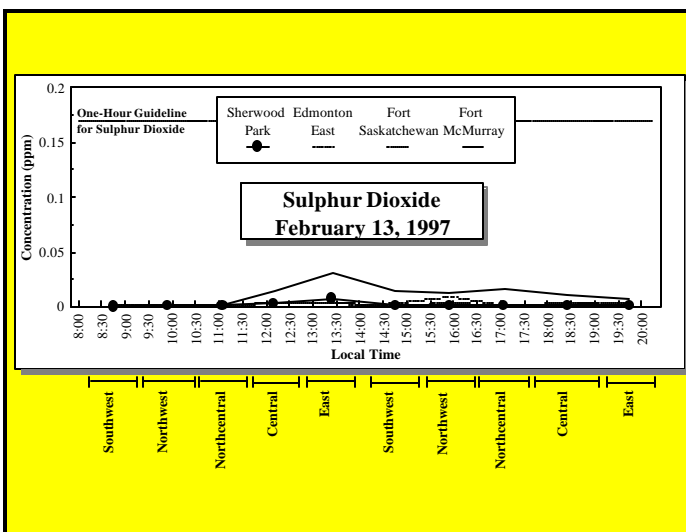 0.2
0.15
0.1
0.05
0
Concentration (ppm)
One-Hour Guideline
for Sulphur Dioxide
Sherwood Edmonton Fort Fort
Park East Saskatchewan McMurray
Sulphur Dioxide
February 13, 1997
8:00 8:30 9:00 9:30 10:00 10:30 11:00 11:30 12:00 12:30 13:00 13:30 14:00 14:30 15:00 15:30 16:00 16:30 17:00 17:30 18:00 18:30 19:00 19:30 20:00
Local Time
Southwest
Northwest
Northcentral
Central
East
Southwest
Northwest
Northcentral
Central
East